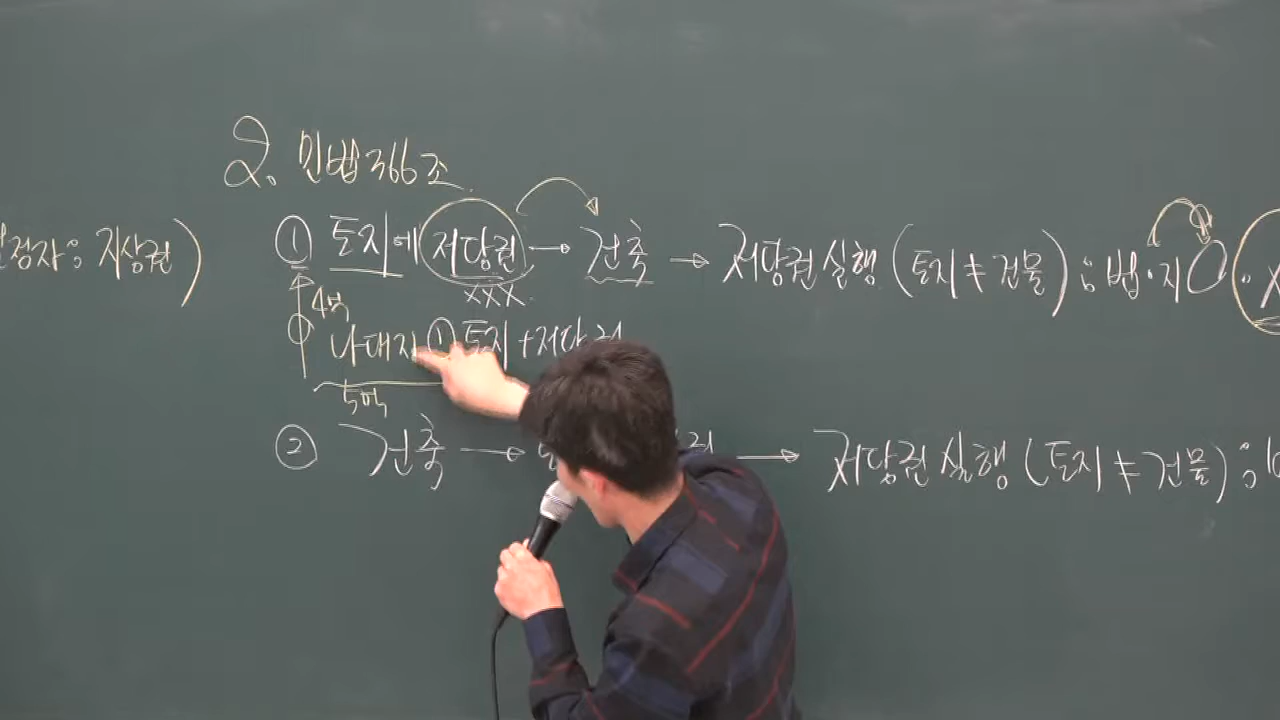 2. 민법 366조
정자 : 지상권)
① 토지에 저당권 → 건축 → 저당권 실행 (토지 ≠ 건물) : 법·지 X
xxx
4억
나대지 ① 토지 + 저당권
5억
② 건축 → → 저당권 실행 (토지 ≠ 건물) :